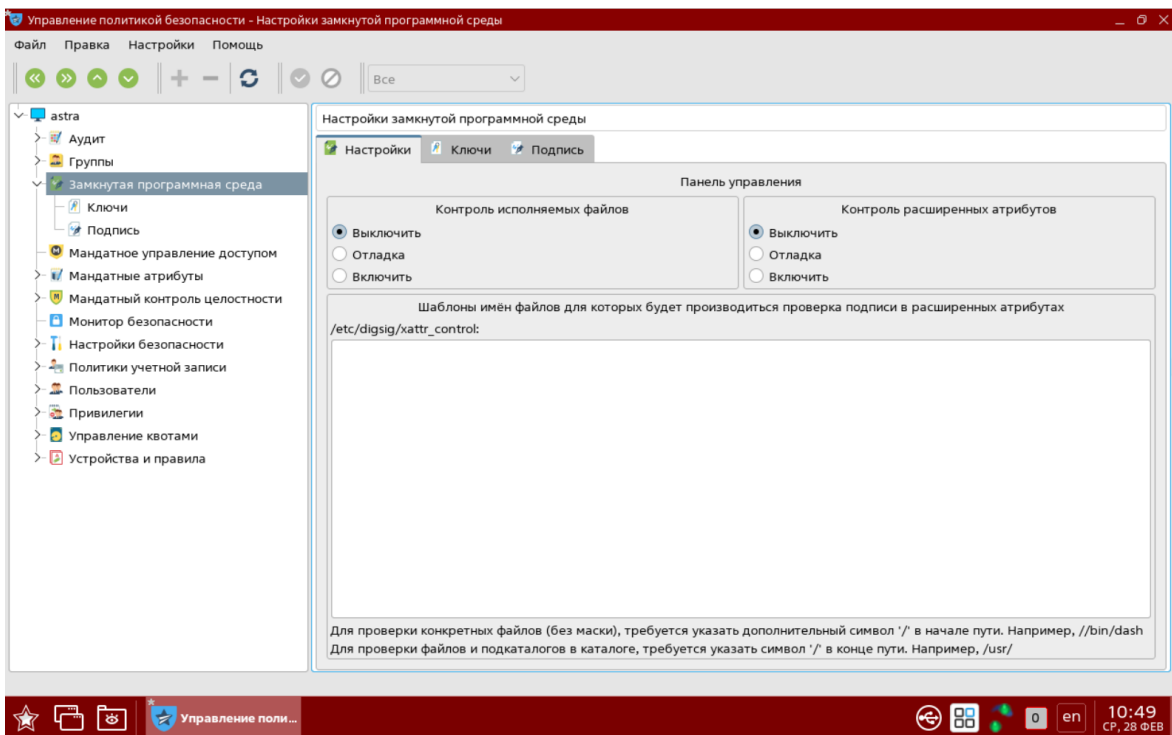 Управление политикой безопасности - Настройки замкнутой программной среды
Файл Правка Настройки Помощь
Все
astra
Аудит
Группы
Замкнутая программная среда
Ключи
Подпись
Мандатное управление доступом
Мандатные атрибуты
Мандатный контроль целостности
Монитор безопасности
Настройки безопасности
Политики учетной записи
Пользователи
Привилегии
Управление квотами
Устройства и правила
Настройки замкнутой программной среды
Настройки Ключи Подпись
Панель управления
Контроль исполняемых файлов
Выключить
Отладка
Включить
Контроль расширенных атрибутов
Выключить
Отладка
Включить
Шаблоны имён файлов для которых будет производиться проверка подписи в расширенных атрибутах
/etc/digsig/xattr_control:
Для проверки конкретных файлов (без маски), требуется указать дополнительный символ '/' в начале пути. Например, //bin/dash
Для проверки файлов и подкаталогов в каталоге, требуется указать символ '/' в конце пути. Например, /usr/
Управление поли...
0 en 10:49
СР, 28 ФЕВ